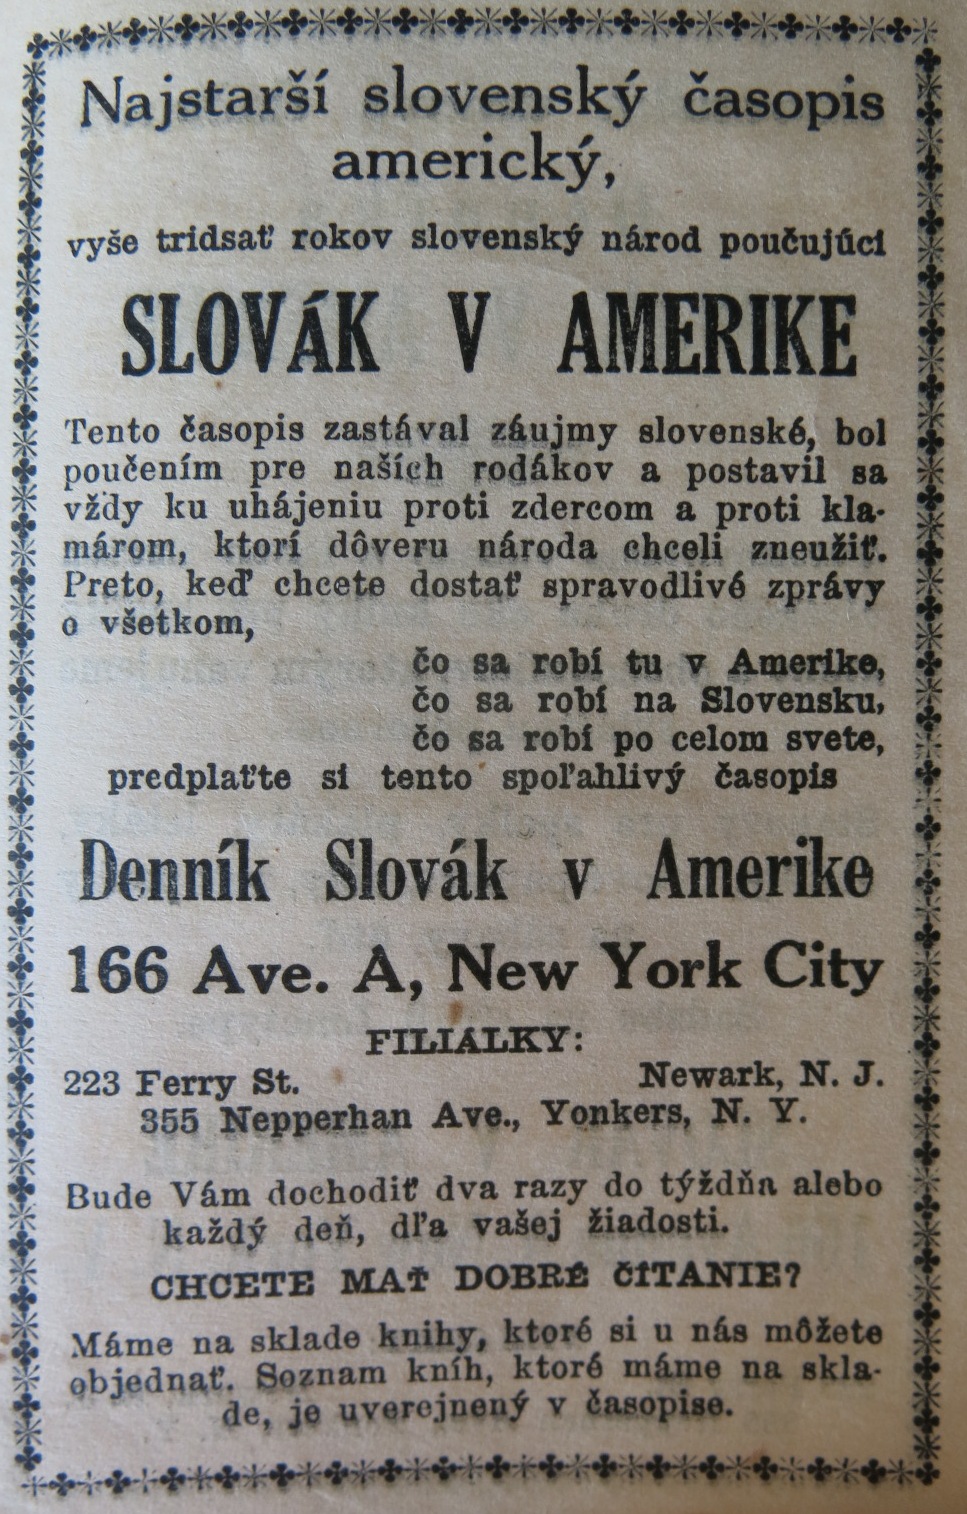 Najstarší slovenský časopis
americký,
vyše tridsať rokov slovenský národ poučujúci
SLOVÁK V AMERIKE
Tento časopis zastával záujmy slovenské, bol
poučením pre naších rodákov a postavil sa
vždy ku uhájeniu proti zdercom a proti kla-
márom, ktorí dôveru národa chceli zneužiť.
Preto, keď chcete dostať spravodlivé zprávy
o všetkom,
čo sa robí tu v Amerike,
čo sa robí na Slovensku,
čo sa robí po celom svete,
predplaťte si tento spoľahlivý časopis
Denník Slovák v Amerike
166 Ave. A, New York City
FILIÁLKY:
223 Ferry St. Newark, N. J.
355 Nepperhan Ave., Yonkers, N. Y.
Bude Vám dochodiť dva razy do týždňa alebo
každý deň, dľa vašej žiadosti.
CHCETE MAŤ DOBRÉ ČÍTANIE?
Máme na sklade knihy, ktoré si u nás môžete
objednať. Soznam kníh, ktoré máme na skla-
de, je uverejnený v časopise.